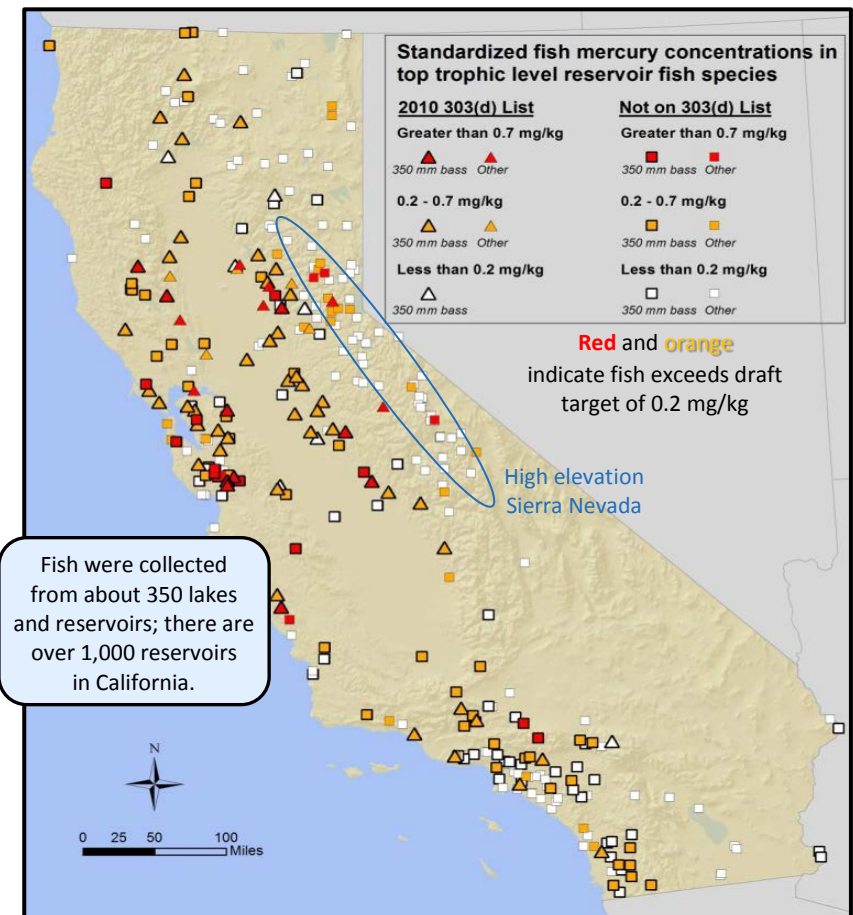 Standardized fish mercury concentrations in
top trophic level reservoir fish species
2010 303(d) List
Not on 303(d) List
Greater than 0.7 mg/kg
Greater than 0.7 mg/kg
350 mm bass Other
350 mm bass Other
0.2 - 0.7 mg/kg
0.2 - 0.7 mg/kg
350 mm bass Other
350 mm bass Other
Less than 0.2 mg/kg
Less than 0.2 mg/kg
350 mm bass
350 mm bass Other
Red and orange
indicate fish exceeds draft
target of 0.2 mg/kg
High elevation
Sierra Nevada
Fish were collected
from about 350 lakes
and reservoirs; there are
over 1,000 reservoirs
in California.
N
0 25 50 100
Miles